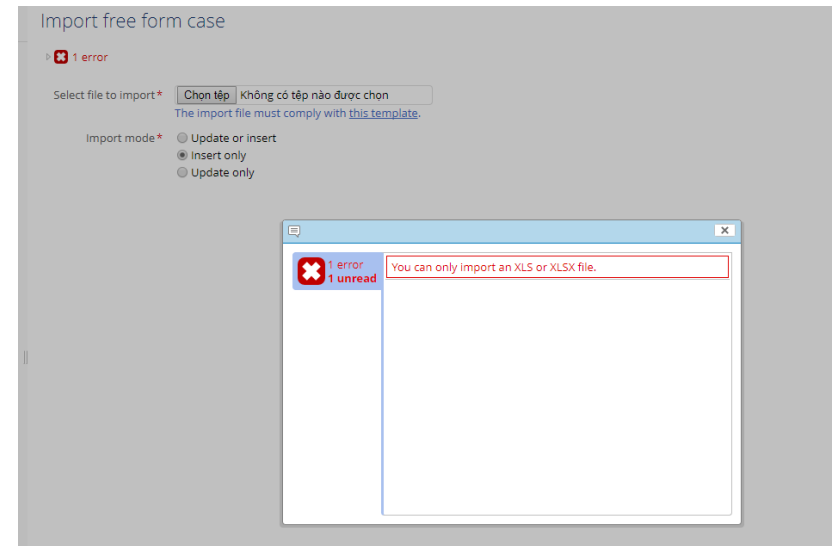 Import free form case
1 error
Select file to import* Chọn tệp Không có tệp nào được chọn
The import file must comply with this template.
Import mode* Update or insert
Insert only
Update only
1 error
1 unread
You can only import an XLS or XLSX file.